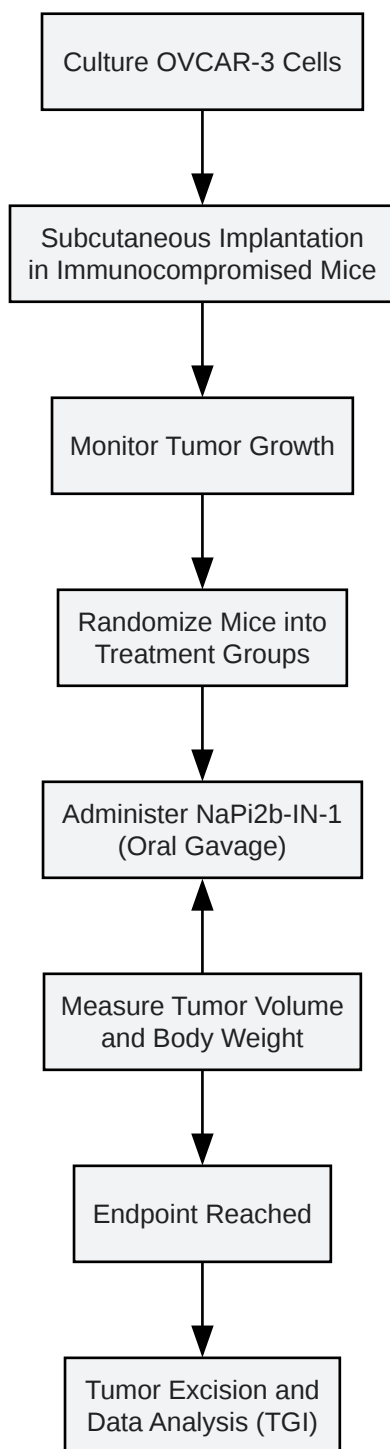 Culture OVCAR-3 Cells
Subcutaneous Implantation
in Immunocompromised Mice
Monitor Tumor Growth
Randomize Mice into
Treatment Groups
Administer NaPi2b-IN-1
(Oral Gavage)
Measure Tumor Volume
and Body Weight
Endpoint Reached
Tumor Excision and
Data Analysis (TGI)